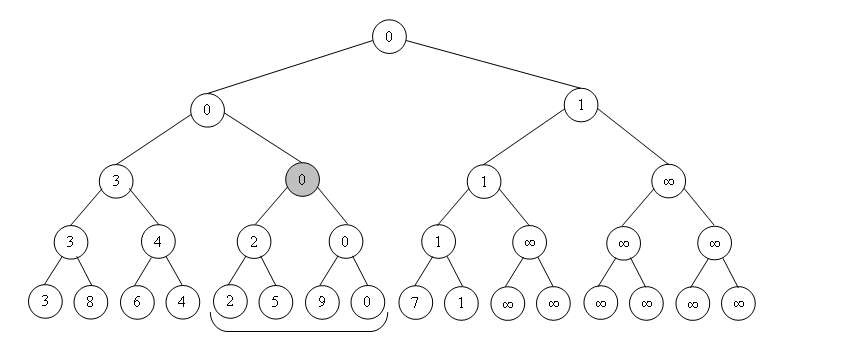 0
0 1
3 0 1 ∞
3 4 2 0 1 ∞ ∞ ∞
3 8 6 4 2 5 9 0 7 1 ∞ ∞ ∞ ∞ ∞ ∞